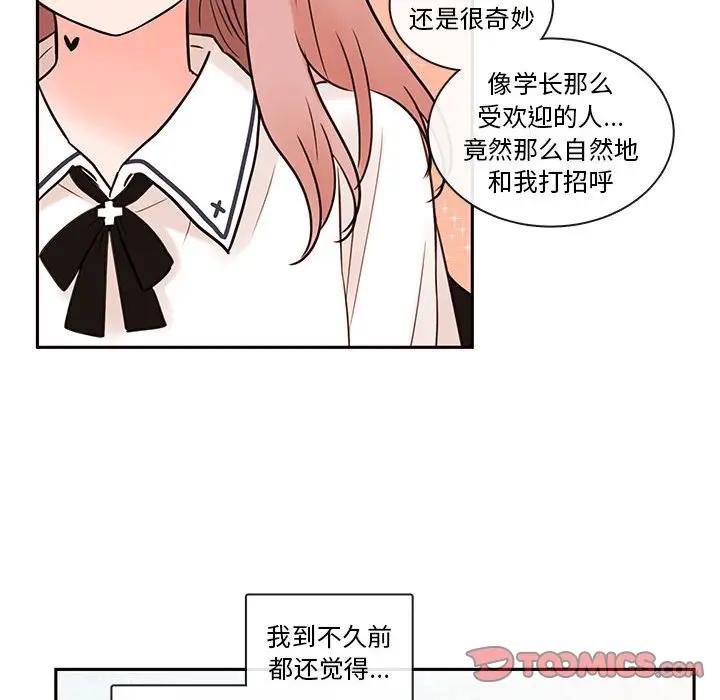 还是很奇妙
像学长那么
受欢迎的人...
竟然那么自然地
和我打招呼
我到不久前
都还觉得...
TOOMICS.COM